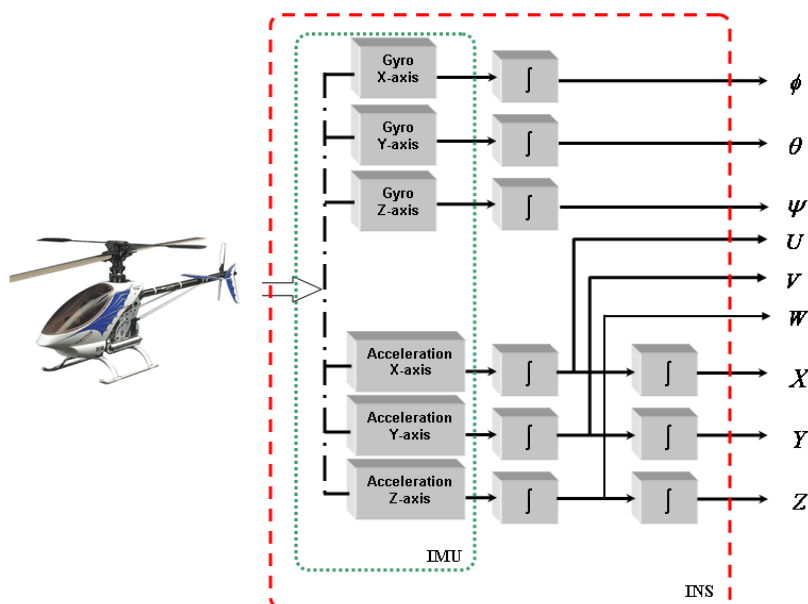 Gyro
X-axis
∫
ϕ
Gyro
Y-axis
∫
θ
Gyro
Z-axis
∫
Ψ
U
V
W
Acceleration
X-axis
∫
∫
X
Acceleration
Y-axis
∫
∫
Y
Acceleration
Z-axis
∫
∫
Z
IMU
INS